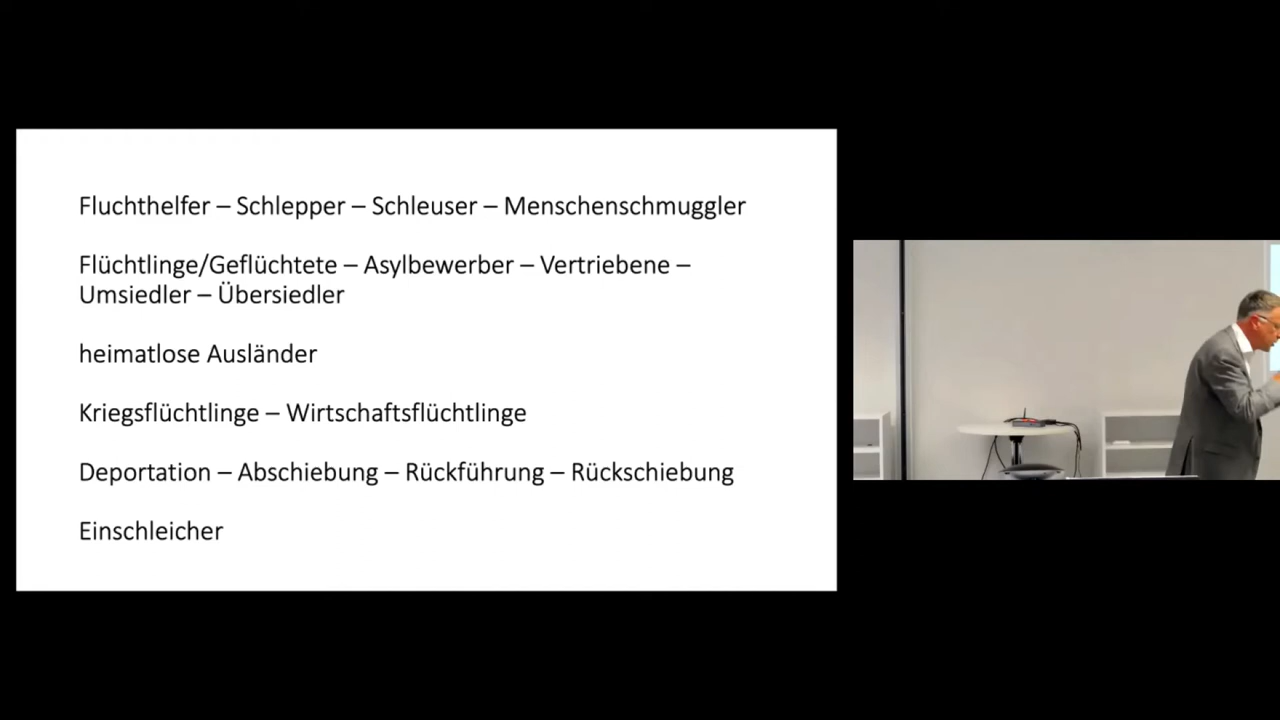 Fluchthelfer – Schlepper – Schleuser – Menschenschmuggler
Flüchtlinge/Geflüchtete – Asylbewerber – Vertriebene –
Umsiedler – Übersiedler
heimatlose Ausländer
Kriegsflüchtlinge – Wirtschaftsflüchtlinge
Deportation – Abschiebung – Rückführung – Rückschiebung
Einschleicher